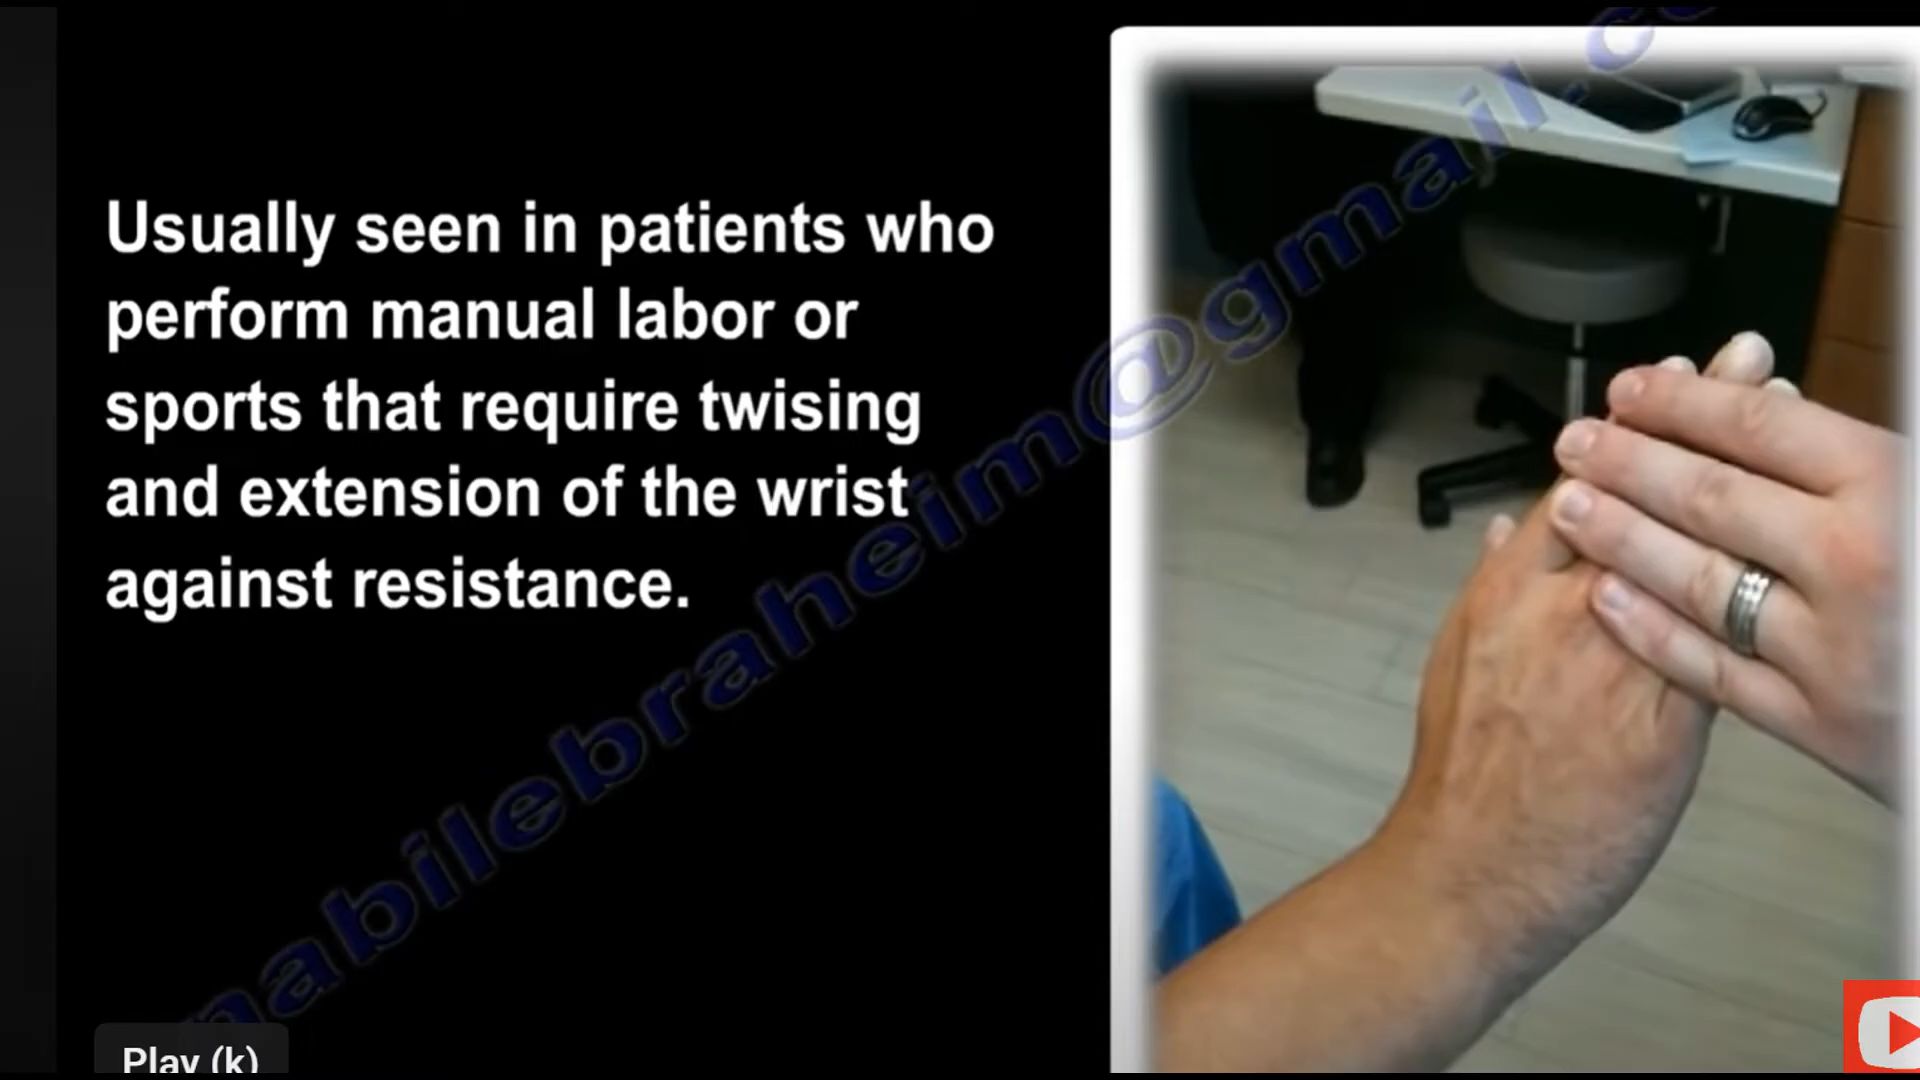 Usually seen in patients who
perform manual labor or
sports that require twising
and extension of the wrist
against resistance.
nabilebraheim@gmail.co
Play (k)